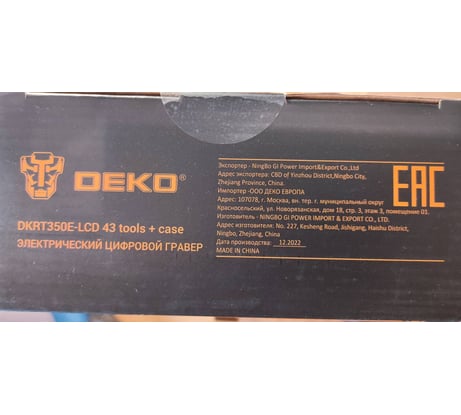 DEKO®
DKRT350E-LCD 43 tools + case
ЭЛЕКТРИЧЕСКИЙ ЦИФРОВОЙ ГРАВЕР
Экспортер - NingBo GI Power Import&Export Co.,Ltd
Адрес экспортера: CBD of Yinzhou District,Ningbo City,
Zhejiang Province, China
Импортер -ООО ДЕКО ЕВРОПА
Адрес: 107078, г. Москва, вн. тер. г. муниципальный округ
Красносельский, ул. Новорязанская, дом 18, стр. 3, этаж 3, помещение 01.
Изготовитель - NINGBO GI POWER IMPORT & EXPORT CO., LTD.
Адрес изготовителя: No. 227, Kesheng Road, Jishigang, Haishu District,
Ningbo, Zhejiang, China
Дата производства: 12.2022
MADE IN CHINA
EAC